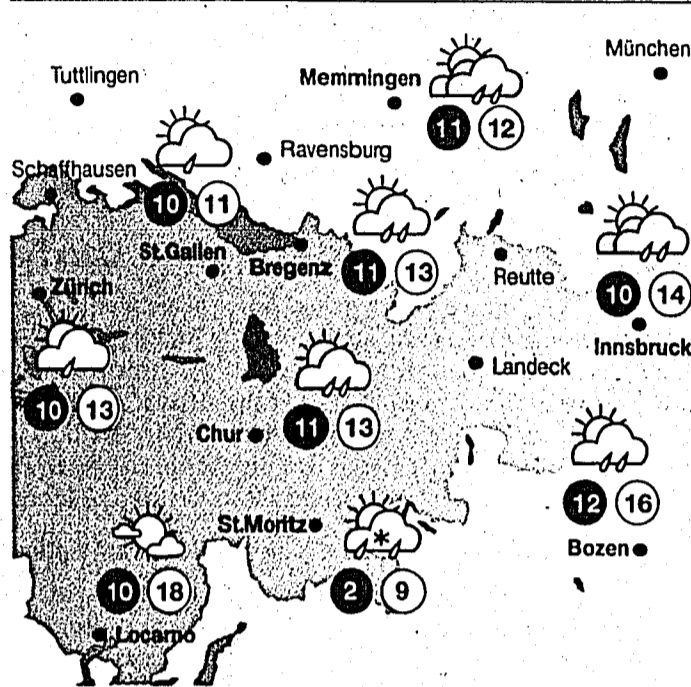 München
Tuttlingen
Memmingen
11 12
Ravensburg
Schaffhausen
10 11
St.Gallen
Bregenz
11 13
Reutte
Zürich
10 14
Innsbruck
Landeck
10 13
Chur
11 13
12 16
St.Moritz
Bozen
10 18
2 9
Locarno